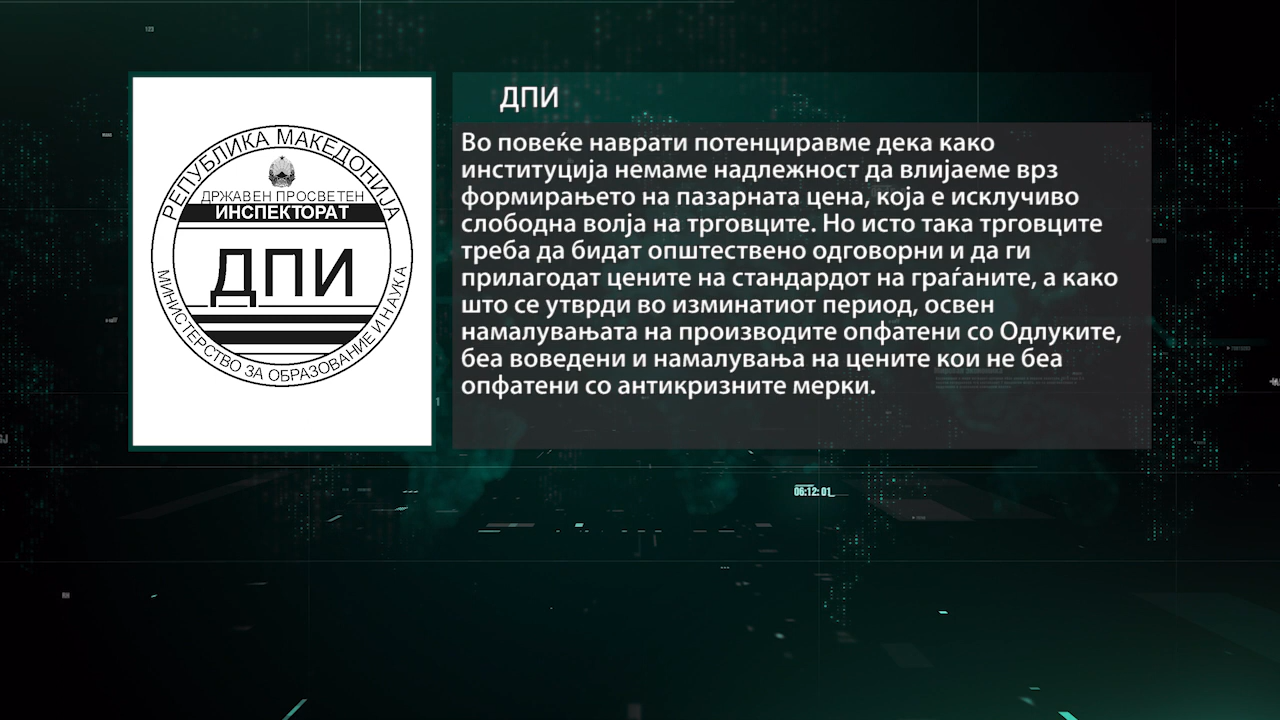 РЕПУБЛИКА МАКЕДОНИЈА
ДРЖАВЕН ПРОСВЕТЕН
ИНСПЕКТОРАТ
ДПИ
МИНИСТЕРСТВО ЗА ОБРАЗОВАНИЕ И НАУКА
ДПИ
Во повеќе наврати потенциравме дека како
институција немаме надлежност да влијаеме врз
формирањето на пазарната цена, која е исклучиво
слободна волја на трговците. Но исто така трговците
треба да бидат општествено одговорни и да ги
прилагодат цените на стандардот на граѓаните, а како
што се утврди во изминатиот период, освен
намалувањата на производите опфатени со Одлуките,
беа воведени и намалувања на цените кои не беа
опфатени со антикризните мерки.
06:12: 01